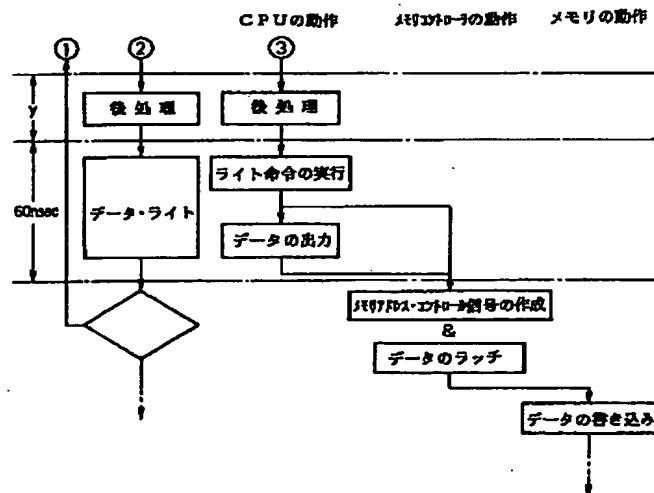 CPUの動作 メモリコントローラの動作 メモリの動作
① ② ③
y
後処理 後処理
60nsec
データ・ライト
ライト命令の実行
データの出力
メモリアドレス・コントロール信号の作成
&
データのラッチ
データの書き込み